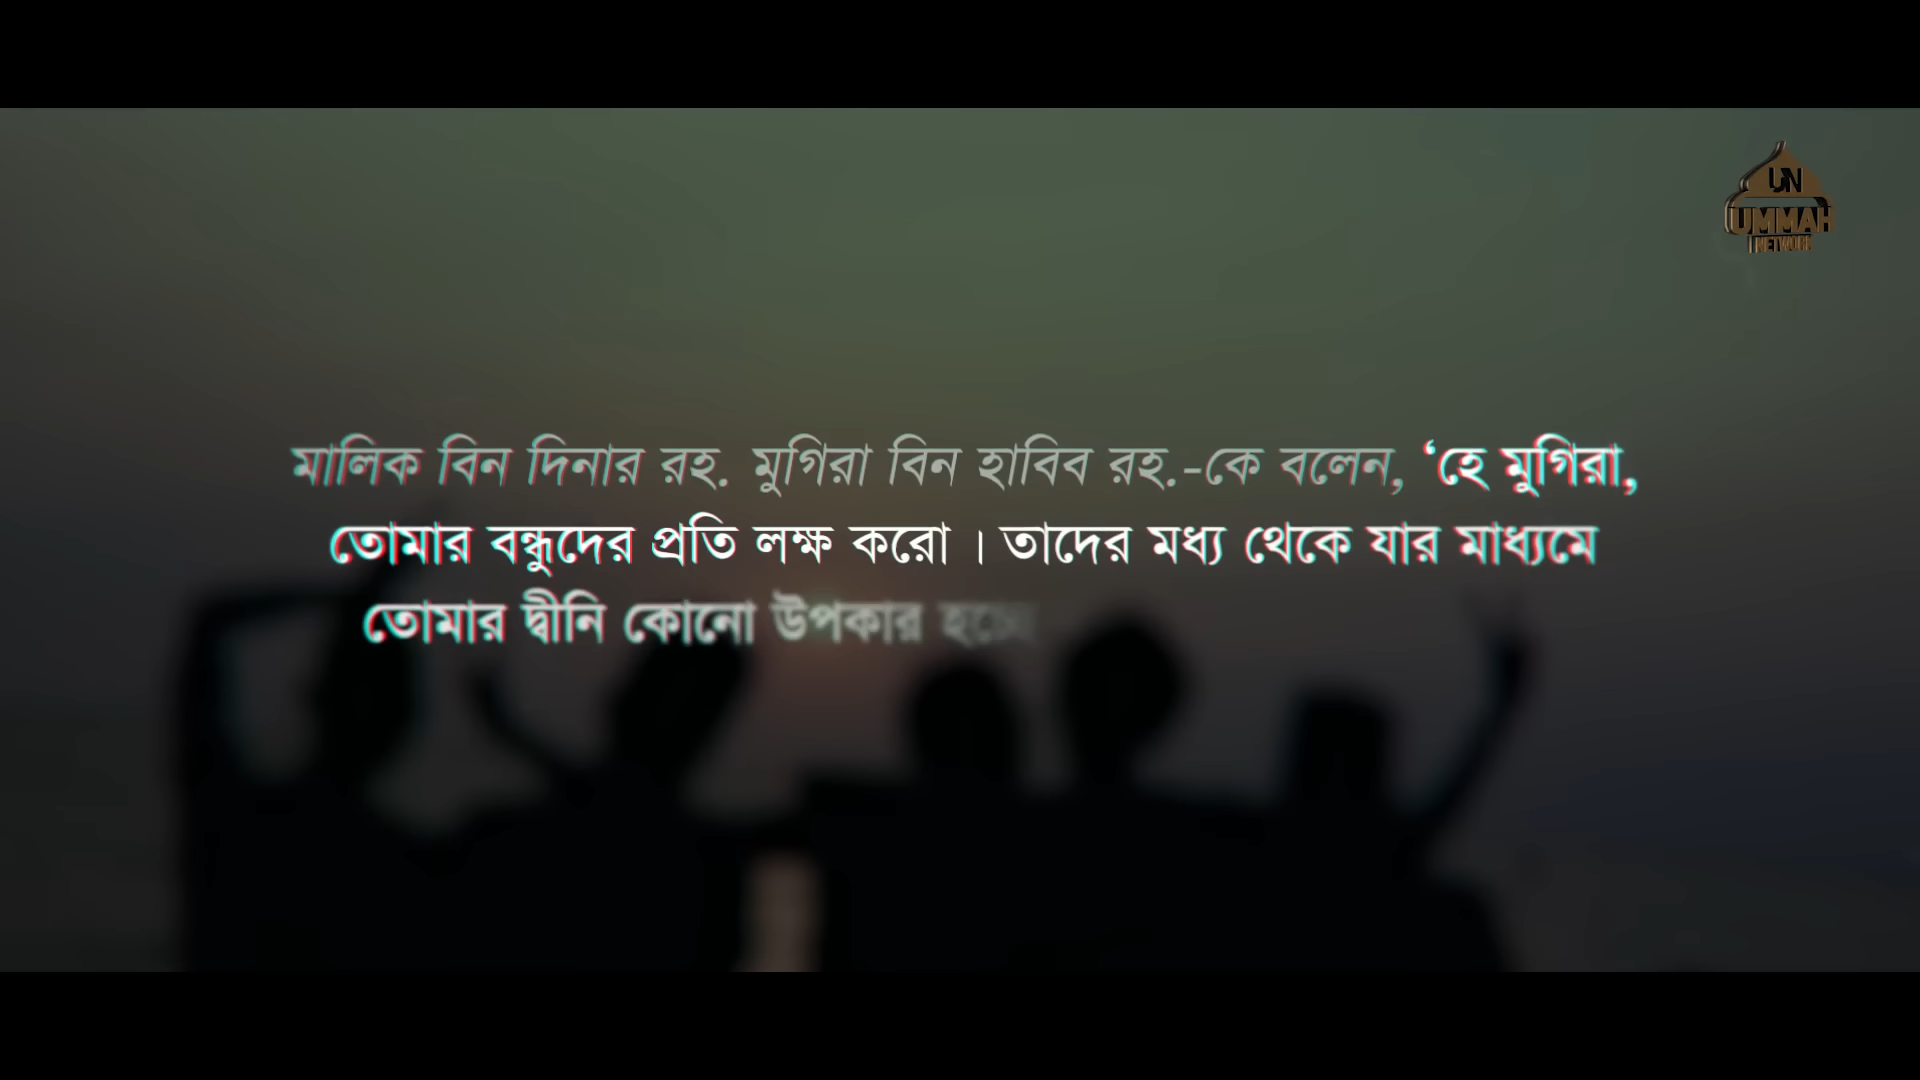 UN
UMMAH
NETWORK
মালিক বিন দিনার রহ. মুগিরা বিন হাবিব রহ.-কে বলেন, ‘হে মুগিরা,
তোমার বন্ধুদের প্রতি লক্ষ করো। তাদের মধ্য থেকে যার মাধ্যমে
তোমার দ্বীনি কোনো উপকার